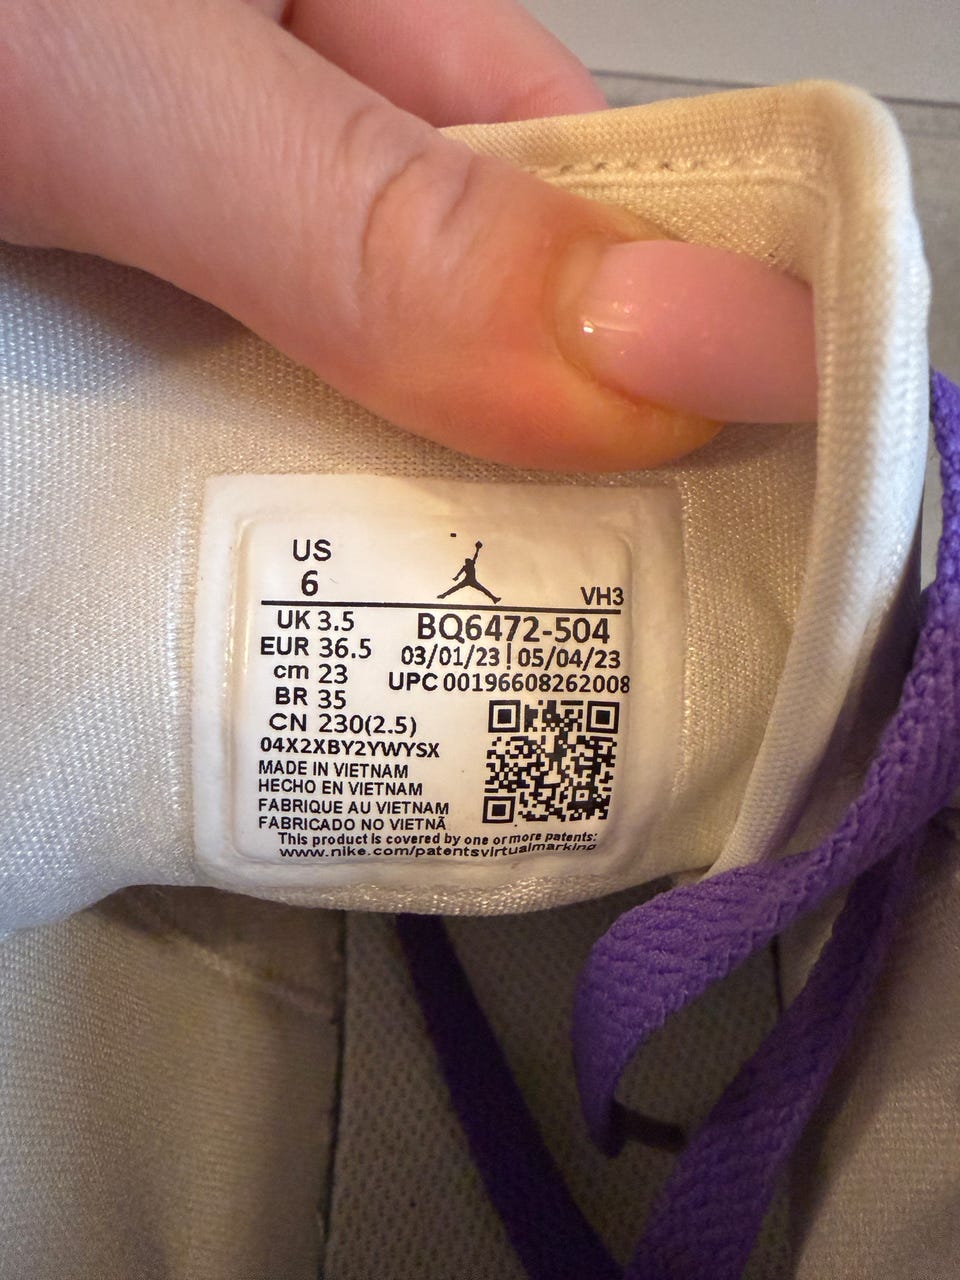 US
6
VH3
UK 3.5
EUR 36.5
cm 23
BR 35
CN 230(2.5)
BQ6472-504
03/01/23 | 05/04/23
UPC 00196608262008
04X2XBY2YWYSX
MADE IN VIETNAM
HECHO EN VIETNAM
FABRIQUE AU VIETNAM
FABRICADO NO VIETNÃ
This product is covered by one or more patents:
www.nike.com/patentsvirtualmarking